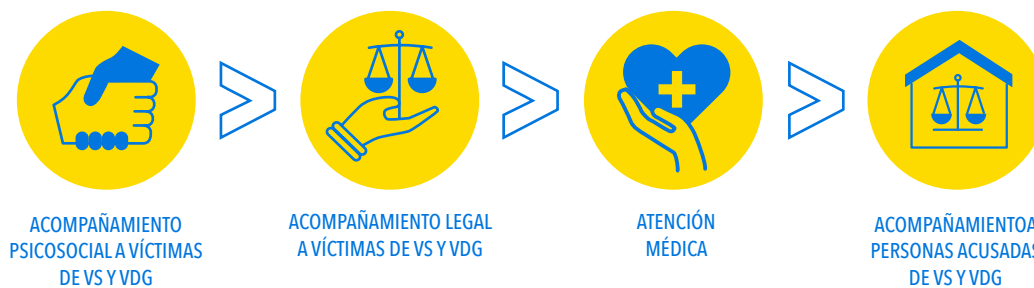 ACOMPAÑAMIENTO
PSICOSOCIAL A VÍCTIMAS
DE VS Y VDG
ACOMPAÑAMIENTO LEGAL
A VÍCTIMAS DE VS Y VDG
ATENCIÓN
MÉDICA
ACOMPAÑAMIENTOA
PERSONAS ACUSADAS
DE VS Y VDG